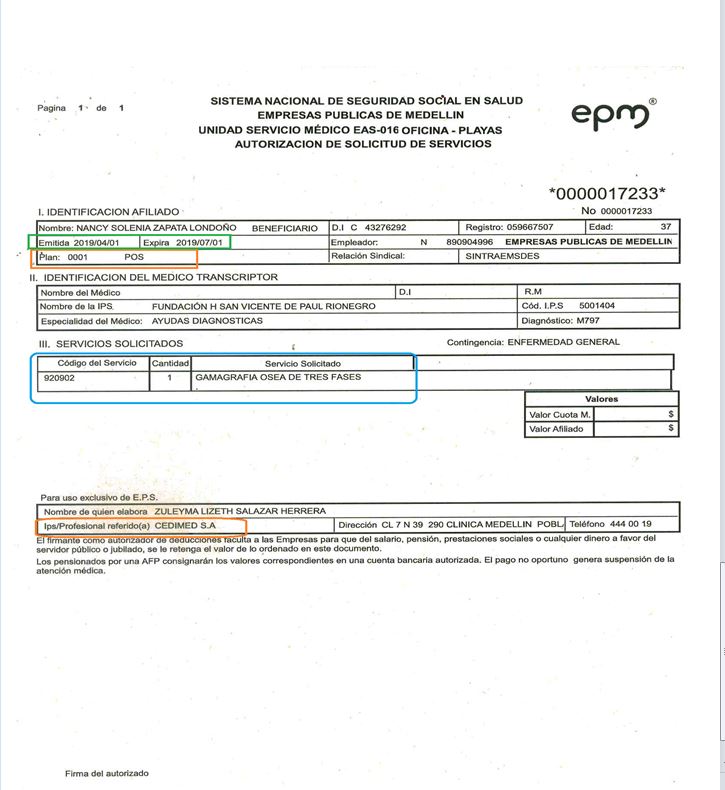 Pagina 1 de 1
SISTEMA NACIONAL DE SEGURIDAD SOCIAL EN SALUD
EMPRESAS PUBLICAS DE MEDELLIN
UNIDAD SERVICIO MÉDICO EAS-016 OFICINA - PLAYAS
AUTORIZACION DE SOLICITUD DE SERVICIOS
epm®
*0000017233*
No 0000017233
I. IDENTIFICACION AFILIADO
Nombre: NANCY SOLENIA ZAPATA LONDOÑO BENEFICIARIO D.I C 43276292 Registro: 059667507 Edad: 37
Emitida 2019/04/01 Expira 2019/07/01 Empleador: N 890904996 EMPRESAS PUBLICAS DE MEDELLIN
Plan: 0001 POS Relación Sindical: SINTRAEMSDES
II. IDENTIFICACION DEL MEDICO TRANSCRIPTOR
Nombre del Médico D.I R.M
Nombre de la IPS FUNDACIÓN H SAN VICENTE DE PAUL RIONEGRO Cód. I.P.S 5001404
Especialidad del Médico: AYUDAS DIAGNOSTICAS Diagnóstico: M797
III. SERVICIOS SOLICITADOS Contingencia: ENFERMEDAD GENERAL
Código del Servicio Cantidad Servicio Solicitado
920902 1 GAMAGRAFIA OSEA DE TRES FASES
Valores
Valor Cuota M. $
Valor Afiliado $
Para uso exclusivo de E.P.S.
Nombre de quien elabora ZULEYMA LIZETH SALAZAR HERRERA
Ips/Profesional referido(a) CEDIMED S.A Dirección CL 7 N 39 290 CLINICA MEDELLIN POBL Teléfono 444 00 19
El firmante como autorizador de deducciones faculta a las Empresas para que del salario, pensión, prestaciones sociales o cualquier dinero a favor del
servidor público o jubilado, se le retenga el valor de lo ordenado en este documento.
Los pensionados por una AFP consignarán los valores correspondientes en una cuenta bancaria autorizada. El pago no oportuno genera suspensión de la
atención médica.
Firma del autorizado